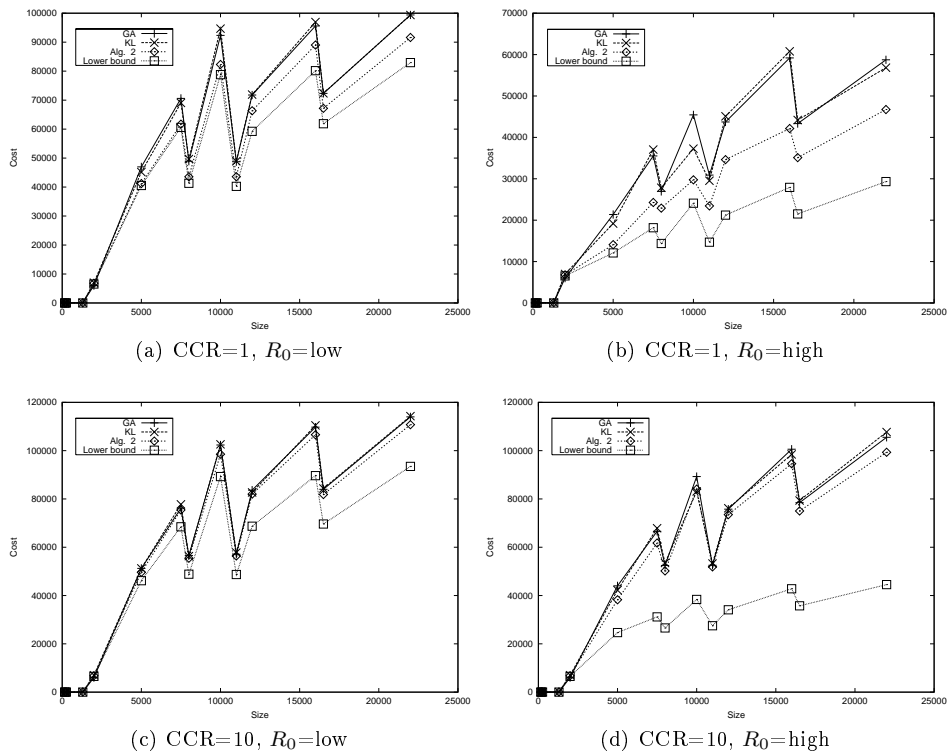 100000
90000
80000
70000
60000
50000
40000
30000
20000
10000
0
Cost
GA
KL
Alg. 2
Lower bound
0 5000 10000 15000 20000 25000
Size
(a) CCR=1, R0=low
70000
60000
50000
40000
30000
20000
10000
0
Cost
GA
KL
Alg. 2
Lower bound
0 5000 10000 15000 20000 25000
Size
(b) CCR=1, R0=high
120000
100000
80000
60000
40000
20000
0
Cost
GA
KL
Alg. 2
Lower bound
0 5000 10000 15000 20000 25000
Size
(c) CCR=10, R0=low
120000
100000
80000
60000
40000
20000
0
Cost
GA
KL
Alg. 2
Lower bound
0 5000 10000 15000 20000 25000
Size
(d) CCR=10, R0=high